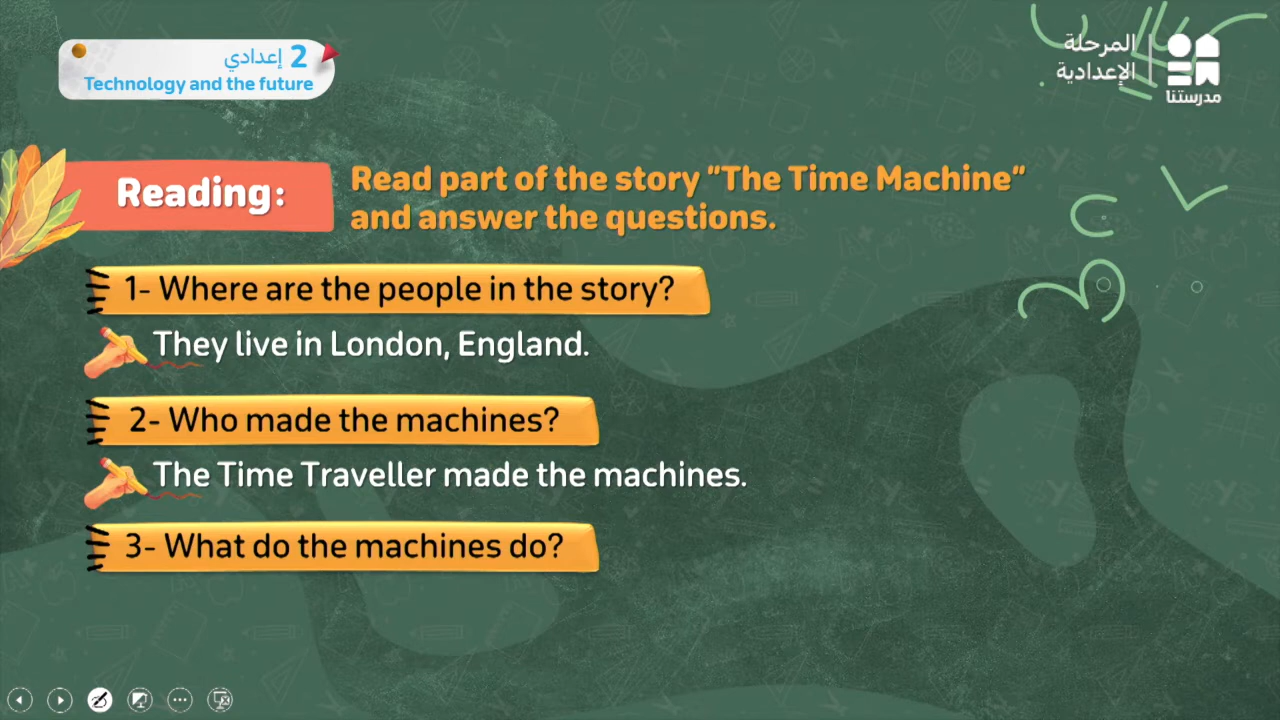 2 إعدادي
Technology and the future
المرحلة
الإعدادية
مدرستنا
Reading:
Read part of the story "The Time Machine"
and answer the questions.
1- Where are the people in the story?
They live in London, England.
2- Who made the machines?
The Time Traveller made the machines.
3- What do the machines do?